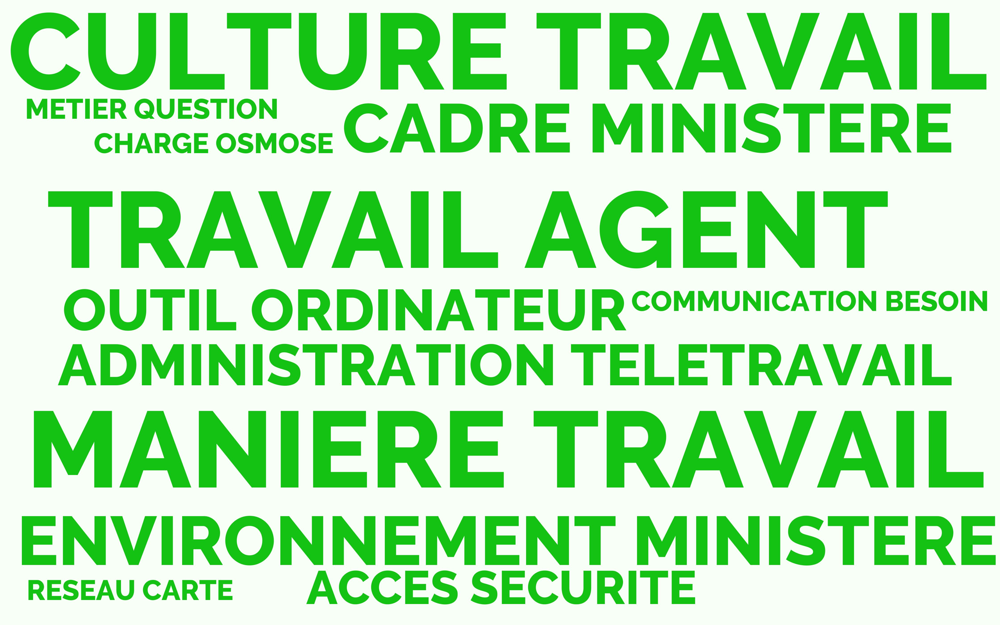 CULTURE TRAVAIL
METIER QUESTION
CADRE MINISTERE
CHARGE OSMOSE
TRAVAIL AGENT
OUTIL ORDINATEUR
COMMUNICATION BESOIN
ADMINISTRATION TELETRAVAIL
MANIERE TRAVAIL
ENVIRONNEMENT MINISTERE
RESEAU CARTE
ACCES SECURITE